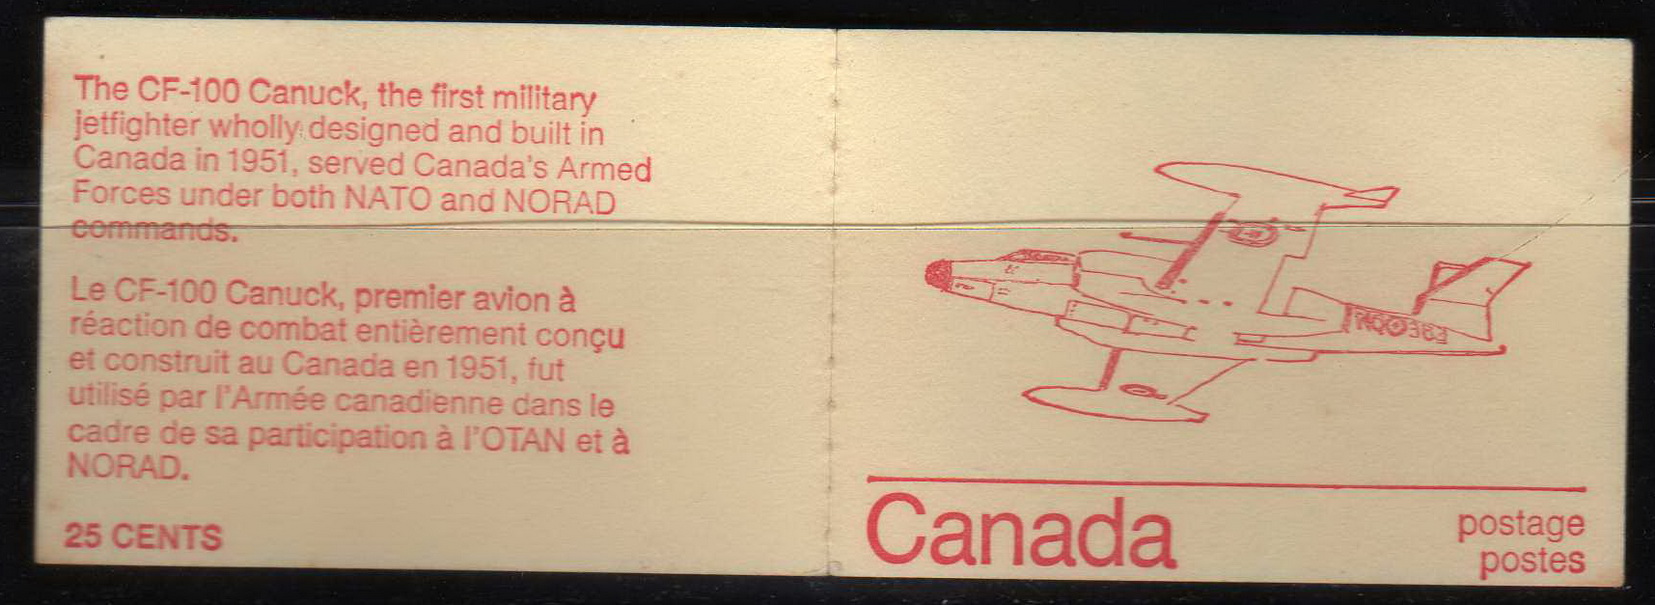 The CF-100 Canuck, the first military
jetfighter wholly designed and built in
Canada in 1951, served Canada's Armed
Forces under both NATO and NORAD
commands.
Le CF-100 Canuck, premier avion à
réaction de combat entièrement conçu
et construit au Canada en 1951, fut
utilisé par l'Armée canadienne dans le
cadre de sa participation à l'OTAN et à
NORAD.
25 CENTS
Canada
postage
postes